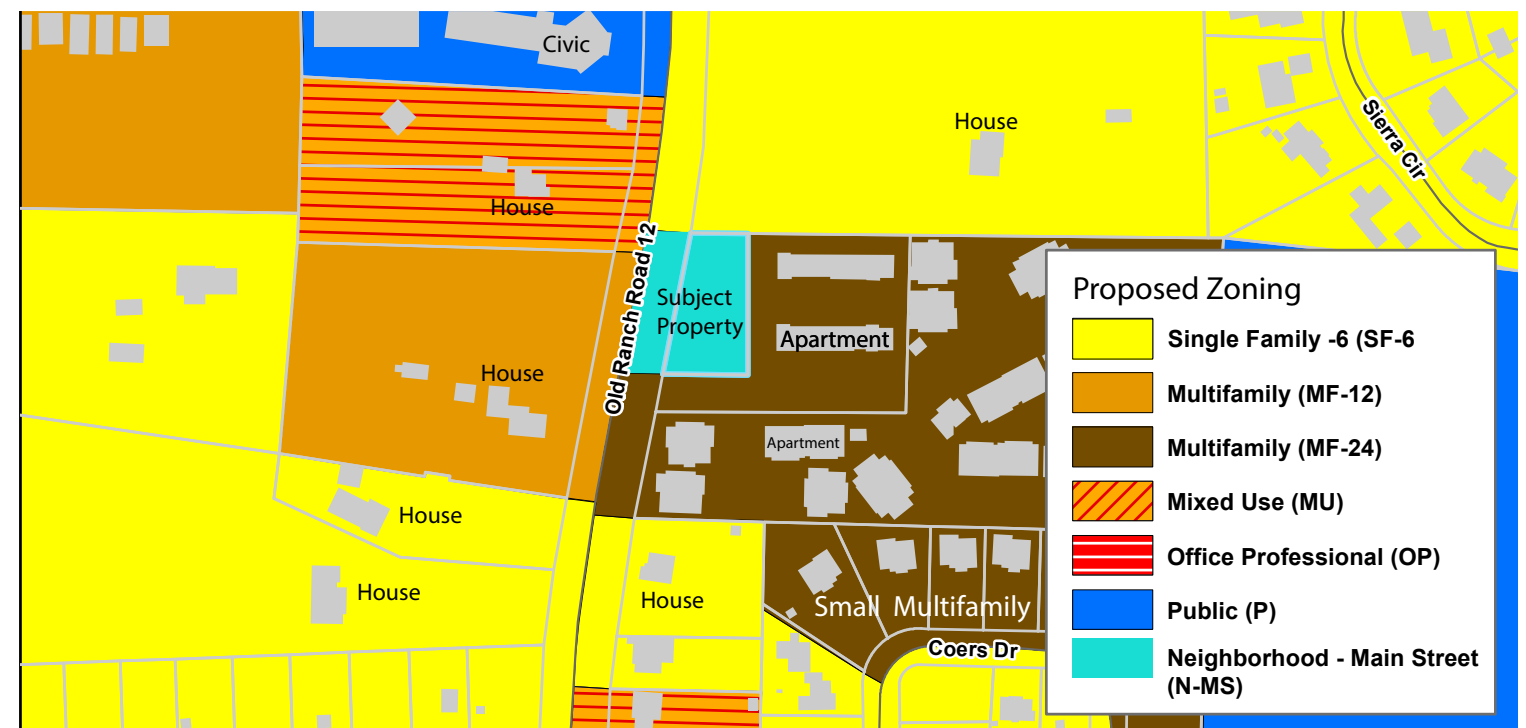 Civic
House
Sierra Cir
House
Old Ranch Road 12
Subject
Property
Apartment
House
Apartment
House
House
House
Small Multifamily
Coers Dr
Proposed Zoning
Single Family -6 (SF-6
Multifamily (MF-12)
Multifamily (MF-24)
Mixed Use (MU)
Office Professional (OP)
Public (P)
Neighborhood - Main Street
(N-MS)